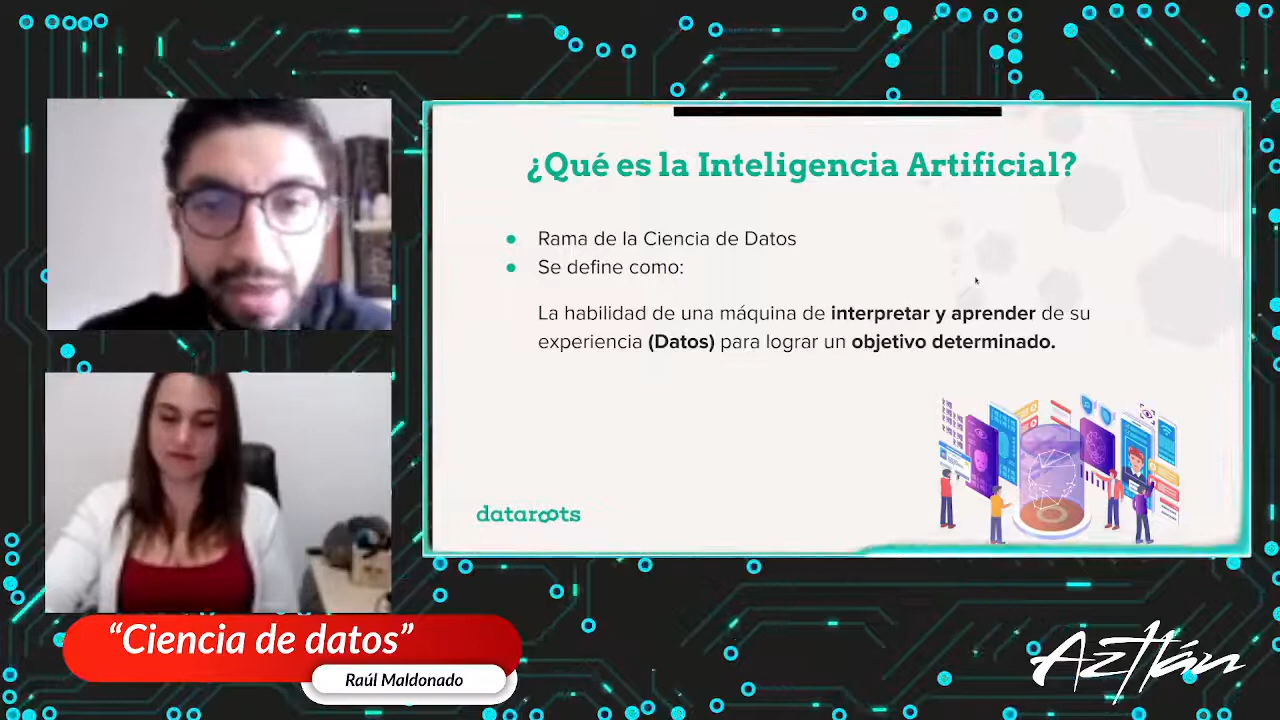 ¿Qué es la Inteligencia Artificial?
Rama de la Ciencia de Datos
Se define como:
La habilidad de una máquina de interpretar y aprender de su
experiencia (Datos) para lograr un objetivo determinado.
dataroots
“Ciencia de datos”
Raúl Maldonado
Aztlán